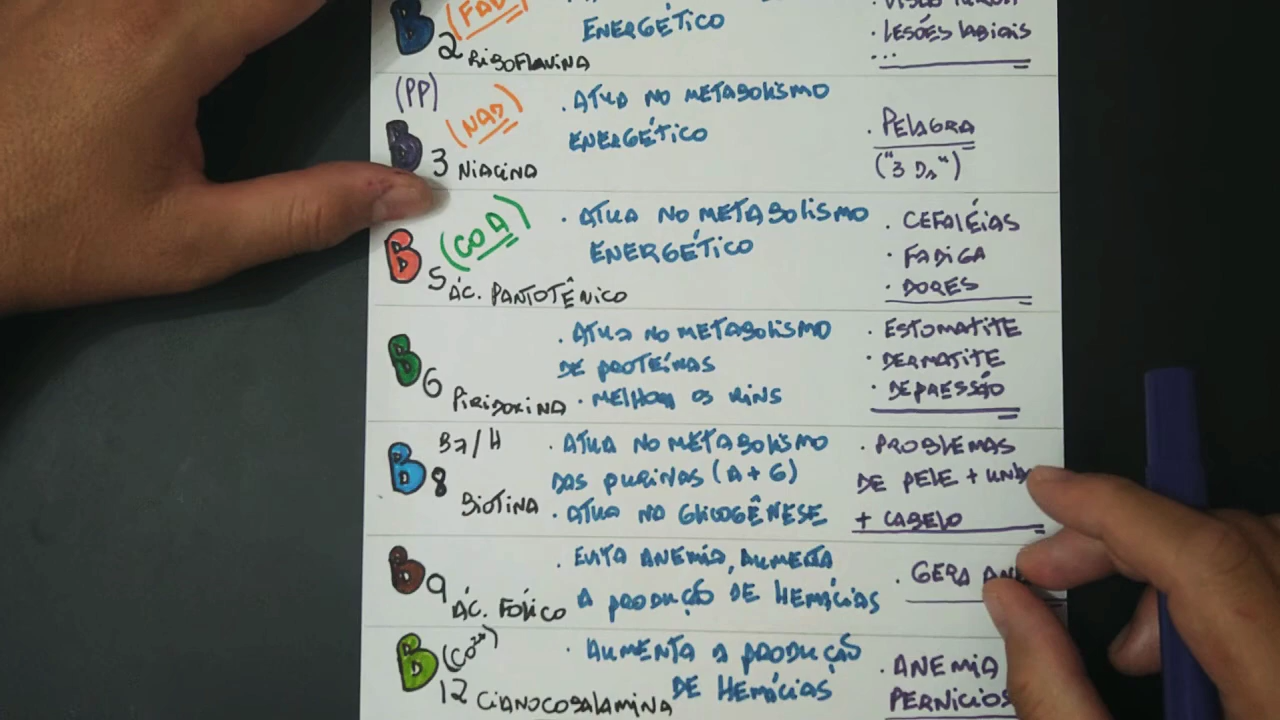 B2 (FAD) RIBOFLAVINA
ENERGÉTICO
· LESÕES LABIAIS
...
(PP)
B3 (NAD) NIACINA
· ATUA NO METABOLISMO
ENERGÉTICO
· PELAGRA
("3 Ds")
B5 (COA) ÁC. PANTOTÊNICO
· ATUA NO METABOLISMO
ENERGÉTICO
· CEFALÉIAS
· FADIGA
· DORES
B6 PIRIDOXINA
· ATUA NO METABOLISMO
DE PROTEÍNAS
· MELHORA OS RINS
· ESTOMATITE
· DERMATITE
· DEPRESSÃO
B7/H
B8 BIOTINA
· ATUA NO METABOLISMO
DAS PURINAS (A+G)
· ATUA NO GLICOGÊNESE
· PROBLEMAS
DE PELE +
+ CABELO
B9 ÁC. FÓLICO
· EVITA ANEMIA, AUMENTA
A PRODUÇÃO DE HEMÁCIAS
· GERA
B12 (Co²⁺) CIANOCOBALAMINA
· AUMENTA A PRODUÇÃO
DE HEMÁCIAS
· ANEMIA
PERNICIOS